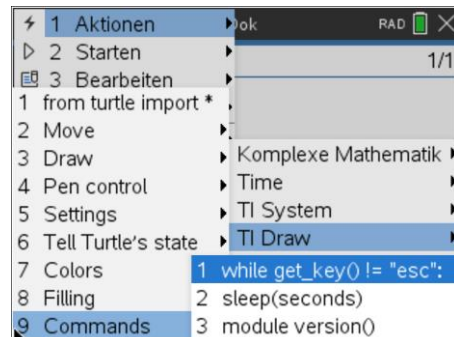 1 Aktionen
ok RAD
2 Starten
1/1
3 Bearbeiten
1 from turtle import *
2 Move
3 Draw
Komplexe Mathematik
4 Pen control
Time
5 Settings
TI System
6 Tell Turtle's state
TI Draw
7 Colors
1 while get_key() != "esc":
8 Filling
2 sleep(seconds)
9 Commands
3 module version()